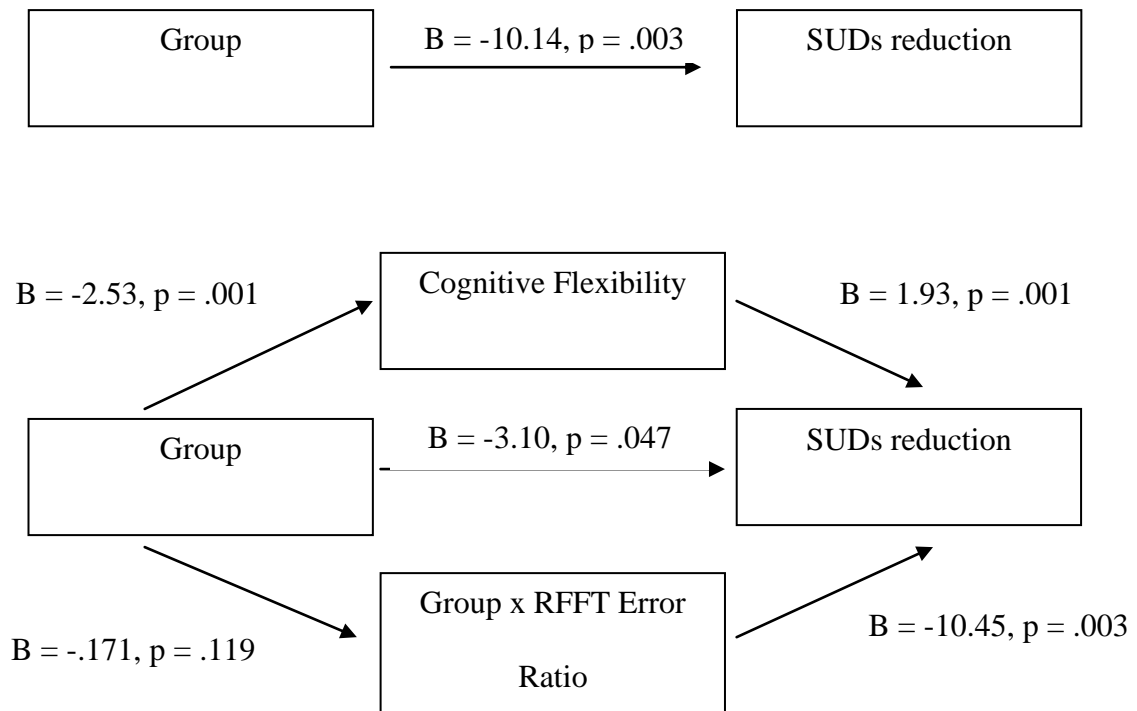 Group
B = -10.14, p = .003
SUDs reduction
B = -2.53, p = .001
Cognitive Flexibility
B = 1.93, p = .001
Group
B = -3.10, p = .047
SUDs reduction
B = -.171, p = .119
Group x RFFT Error
Ratio
B = -10.45, p = .003